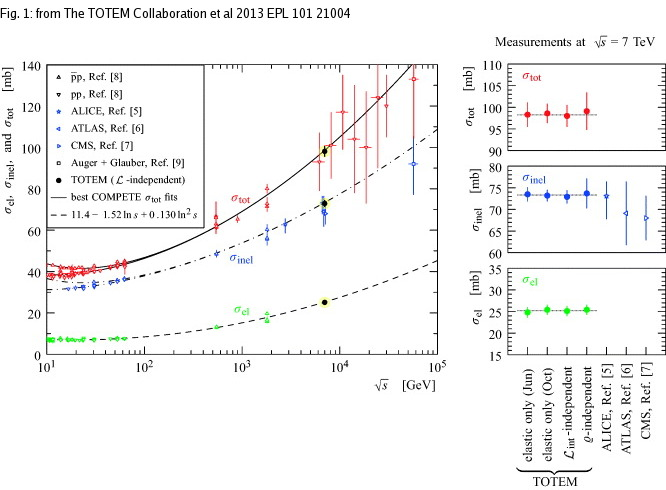 Fig. 1: from The TOTEM Collaboration et al 2013 EPL 101 21004
Measurements at √s = 7 TeV
σel, σinel, and σtot [mb]
140
120
100
80
60
40
20
0
p̄p, Ref. [8]
pp, Ref. [8]
ALICE, Ref. [5]
ATLAS, Ref. [6]
CMS, Ref. [7]
Auger + Glauber, Ref. [9]
TOTEM (ℒ-independent)
best COMPETE σtot fits
11.4 − 1.52 ln s + 0.130 ln² s
σtot
σinel
σel
10¹ 10² 10³ 10⁴ 10⁵
√s [GeV]
σtot [mb]
110
105
100
95
90
σtot
σinel [mb]
80
75
70
65
60
σinel
σel [mb]
35
30
25
20
15
σel
elastic only (Jun)
elastic only (Oct)
ℒint-independent
ϱ-independent
ALICE, Ref. [5]
ATLAS, Ref. [6]
CMS, Ref. [7]
TOTEM